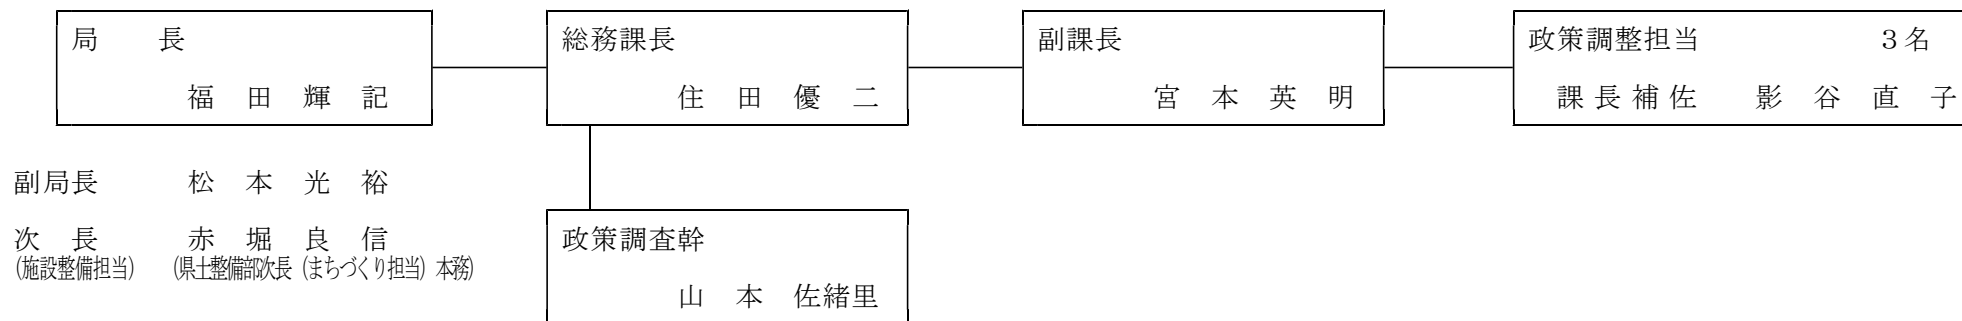 局　　長
福　田　輝　記
総務課長
住　田　優　二
副課長
宮　本　英　明
政策調整担当　　　　　３名
課長補佐　影　谷　直　子
副局長　　　松　本　光　裕
次　長　　　赤　堀　良　信
(施設整備担当)　(県土整備部次長(まちづくり担当)本務)
政策調査幹
山　本　佐緒里